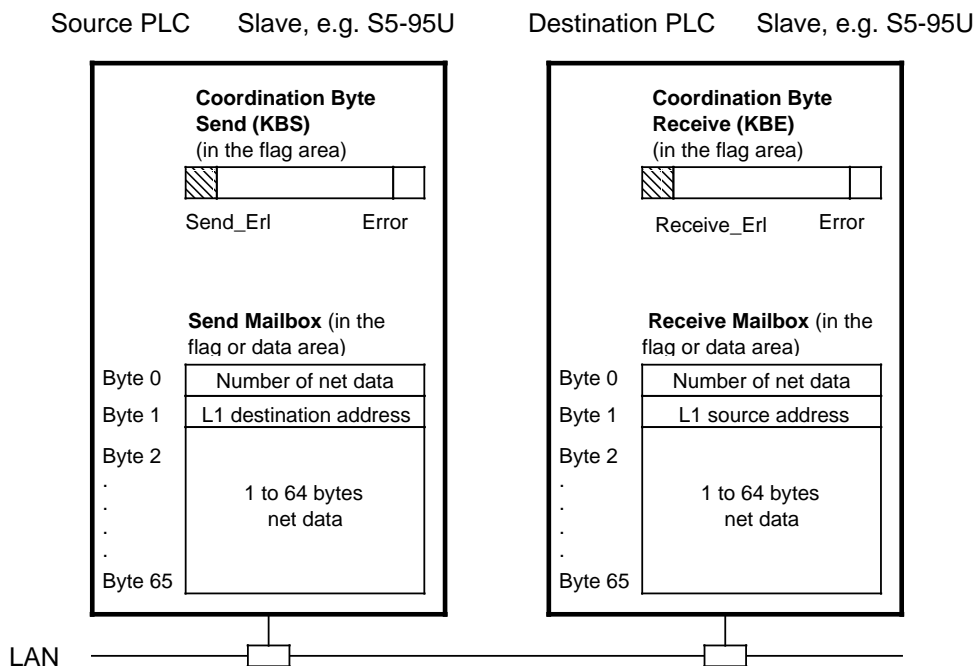 Source PLC Slave, e.g. S5-95U
Coordination Byte
Send (KBS)
(in the flag area)
Send_Erl Error
Send Mailbox (in the
flag or data area)
Byte 0 Number of net data
Byte 1 L1 destination address
Byte 2
.
.
.
.
1 to 64 bytes
net data
Byte 65
Destination PLC Slave, e.g. S5-95U
Coordination Byte
Receive (KBE)
(in the flag area)
Receive_Erl Error
Receive Mailbox (in the
flag or data area)
Byte 0 Number of net data
Byte 1 L1 source address
Byte 2
.
.
.
.
1 to 64 bytes
net data
Byte 65
LAN